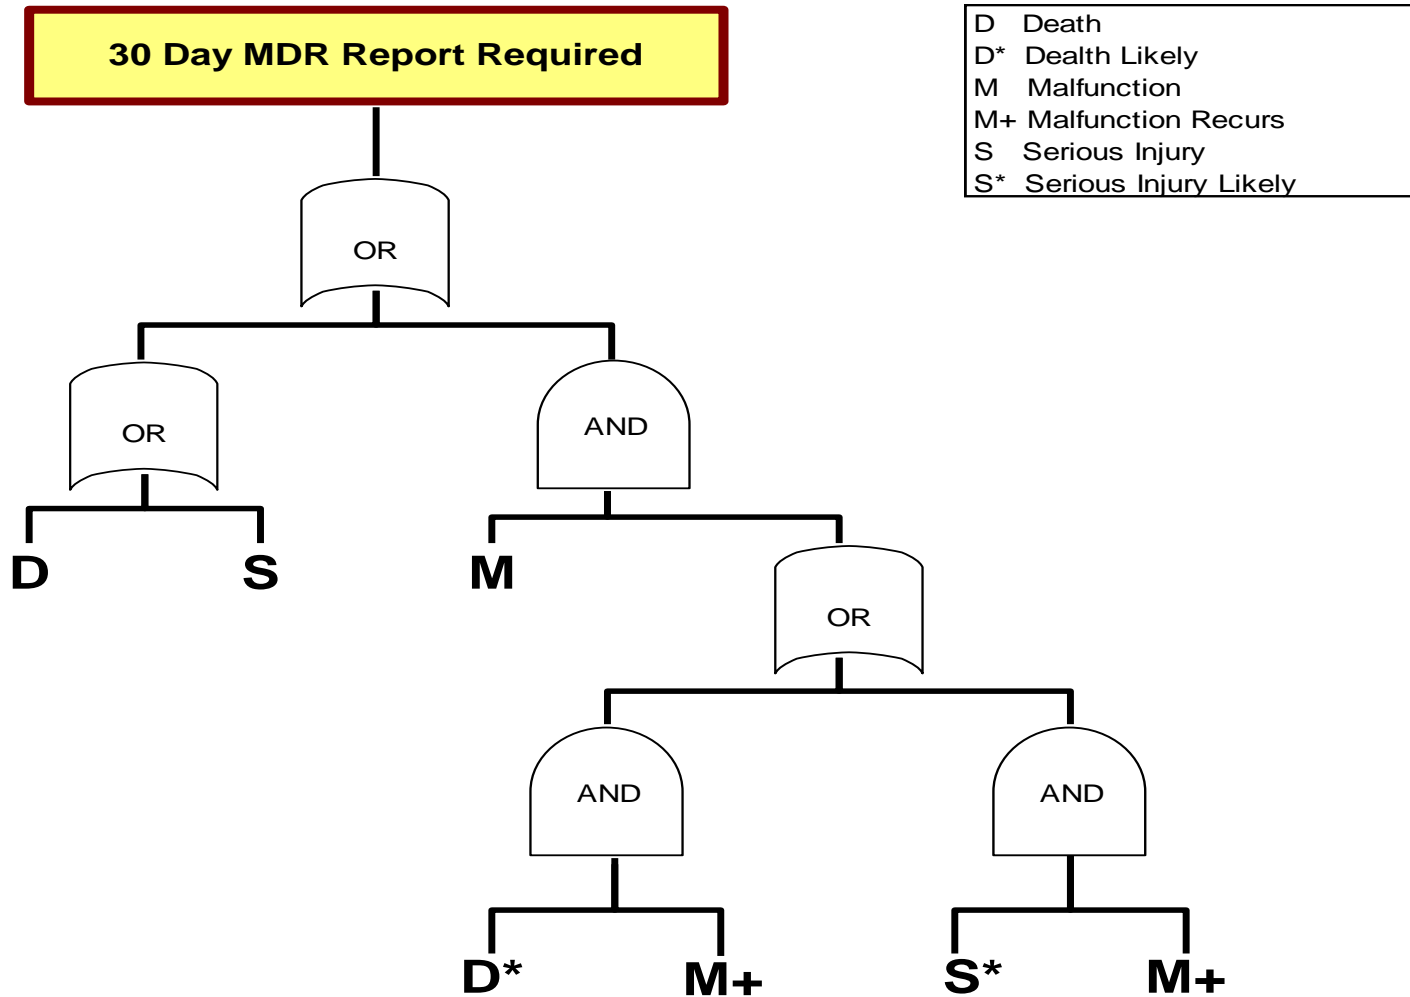 30 Day MDR Report Required
D Death
D* Dealth Likely
M Malfunction
M+ Malfunction Recurs
S Serious Injury
S* Serious Injury Likely
OR
OR
AND
D
S
M
OR
AND
AND
D*
M+
S*
M+